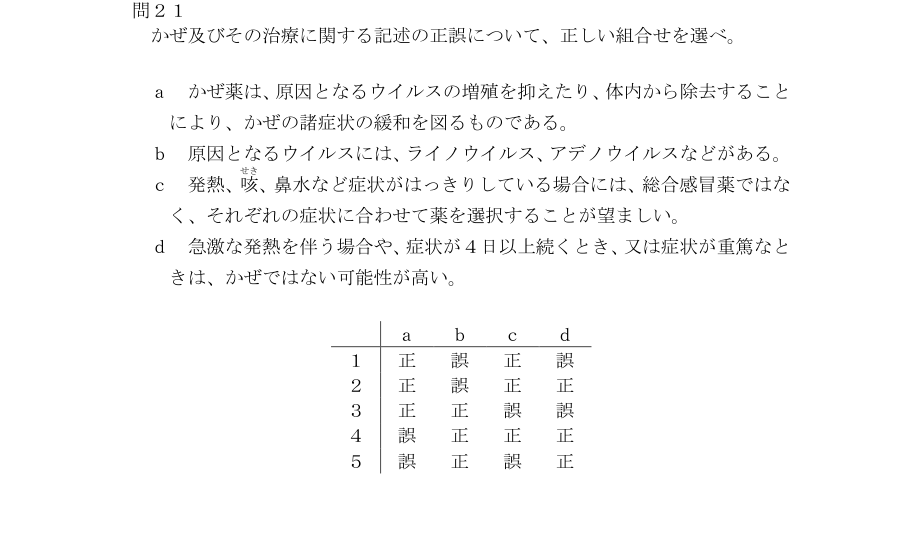 問２１
かぜ及びその治療に関する記述の正誤について、正しい組合せを選べ。
a　かぜ薬は、原因となるウイルスの増殖を抑えたり、体内から除去すること
により、かぜの諸症状の緩和を図るものである。
b　原因となるウイルスには、ライノウイルス、アデノウイルスなどがある。
せき
c　発熱、咳、鼻水など症状がはっきりしている場合には、総合感冒薬ではな
く、それぞれの症状に合わせて薬を選択することが望ましい。
d　急激な発熱を伴う場合や、症状が４日以上続くとき、又は症状が重篤なと
きは、かぜではない可能性が高い。
a b c d
1 正 誤 正 誤
2 正 誤 正 正
3 正 正 誤 誤
4 誤 正 正 正
5 誤 正 誤 正